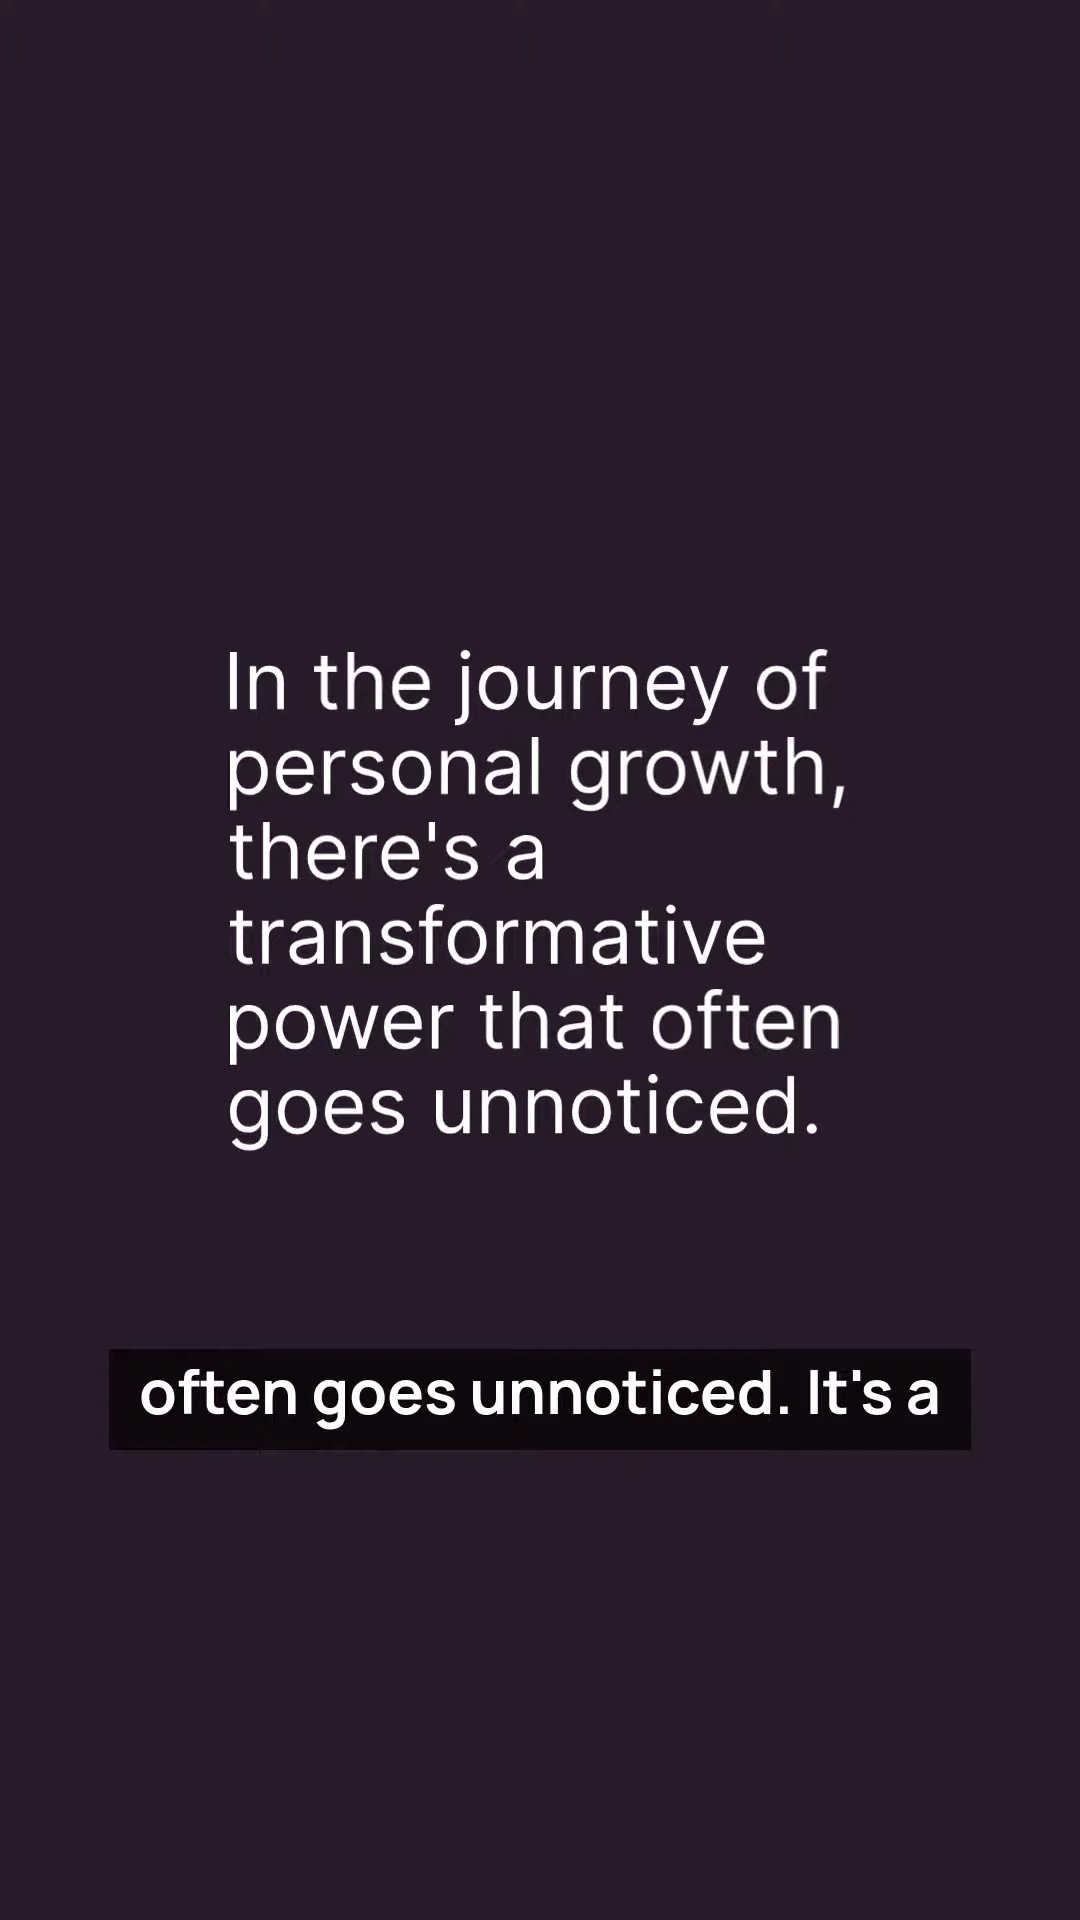 In the journey of
personal growth,
there's a
transformative
power that often
goes unnoticed.
often goes unnoticed. It's a